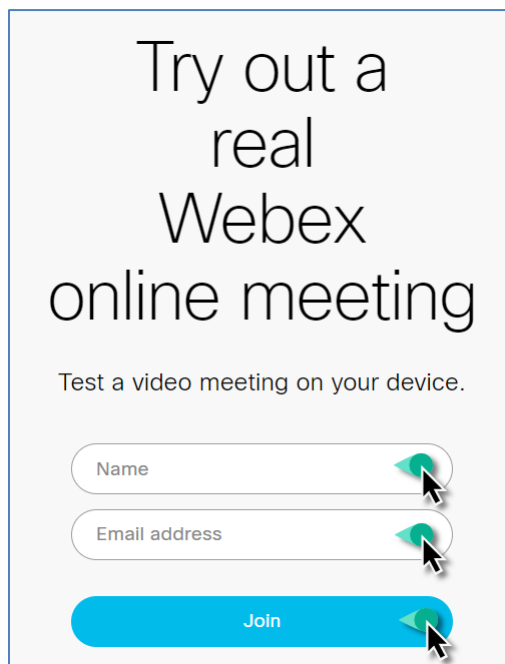 Try out a
real
Webex
online meeting
Test a video meeting on your device.
Name
Email address
Join